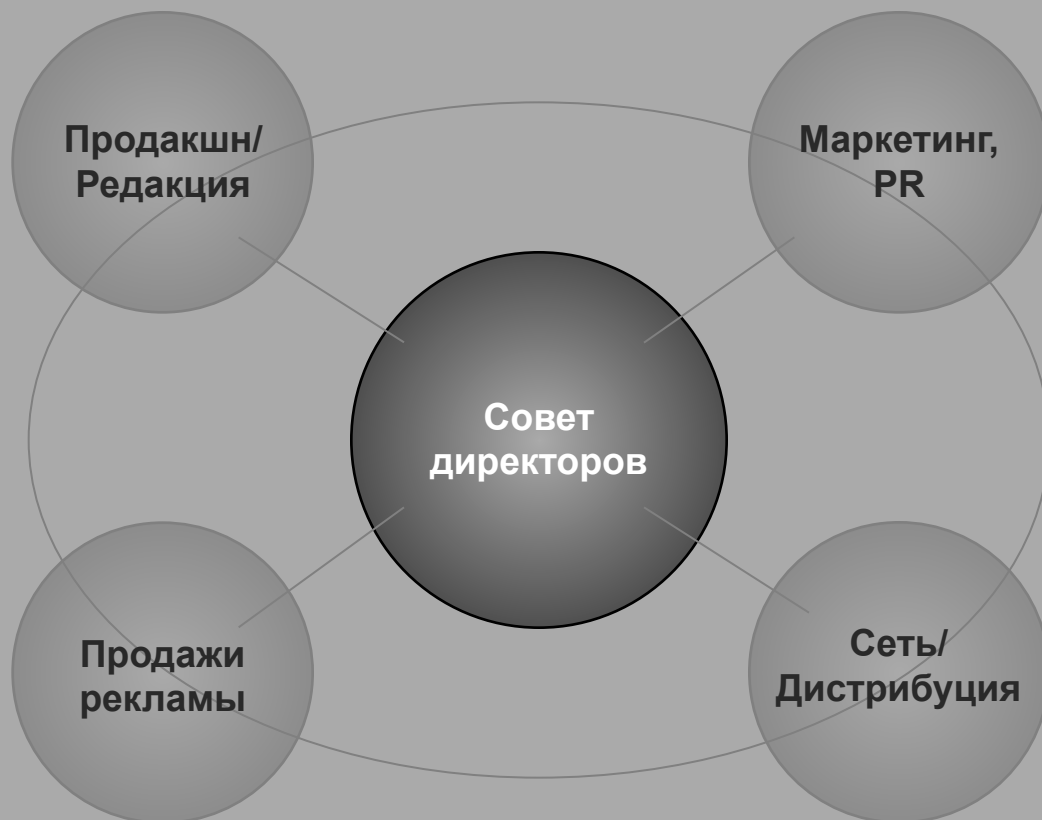 Продакшн/
Редакция
Маркетинг,
PR
Совет
директоров
Продажи
рекламы
Сеть/
Дистрибуция